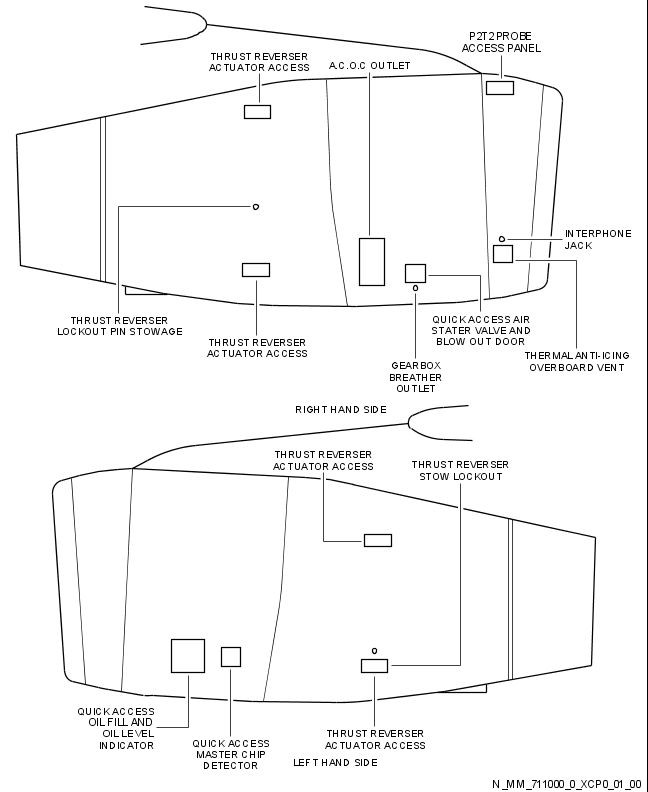 P2T2 PROBE
ACCESS PANEL
THRUST REVERSER
ACTUATOR ACCESS
A.C.O.C OUTLET
INTERPHONE
JACK
THRUST REVERSER
LOCKOUT PIN STOWAGE
THRUST REVERSER
ACTUATOR ACCESS
QUICK ACCESS AIR
STATER VALVE AND
BLOW OUT DOOR
THERMAL ANTI-ICING
OVERBOARD VENT
GEARBOX
BREATHER
OUTLET
RIGHT HAND SIDE
THRUST REVERSER
ACTUATOR ACCESS
THRUST REVERSER
STOW LOCKOUT
QUICK ACCESS
OIL FILL AND
OIL LEVEL
INDICATOR
QUICK ACCESS
MASTER CHIP
DETECTOR
THRUST REVERSER
ACTUATOR ACCESS
LEFT HAND SIDE
N_MM_711000_0_XCP0_01_00